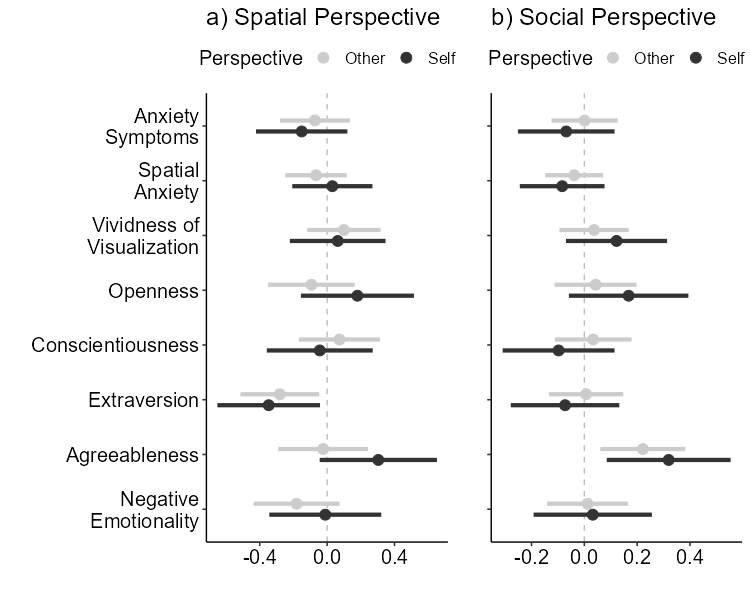 a) Spatial Perspective
b) Social Perspective
Perspective Other Self
Perspective Other Self
Anxiety
Symptoms
Spatial
Anxiety
Vividness of
Visualization
Openness
Conscientiousness
Extraversion
Agreeableness
Negative
Emotionality
-0.4 0.0 0.4
-0.2 0.0 0.2 0.4